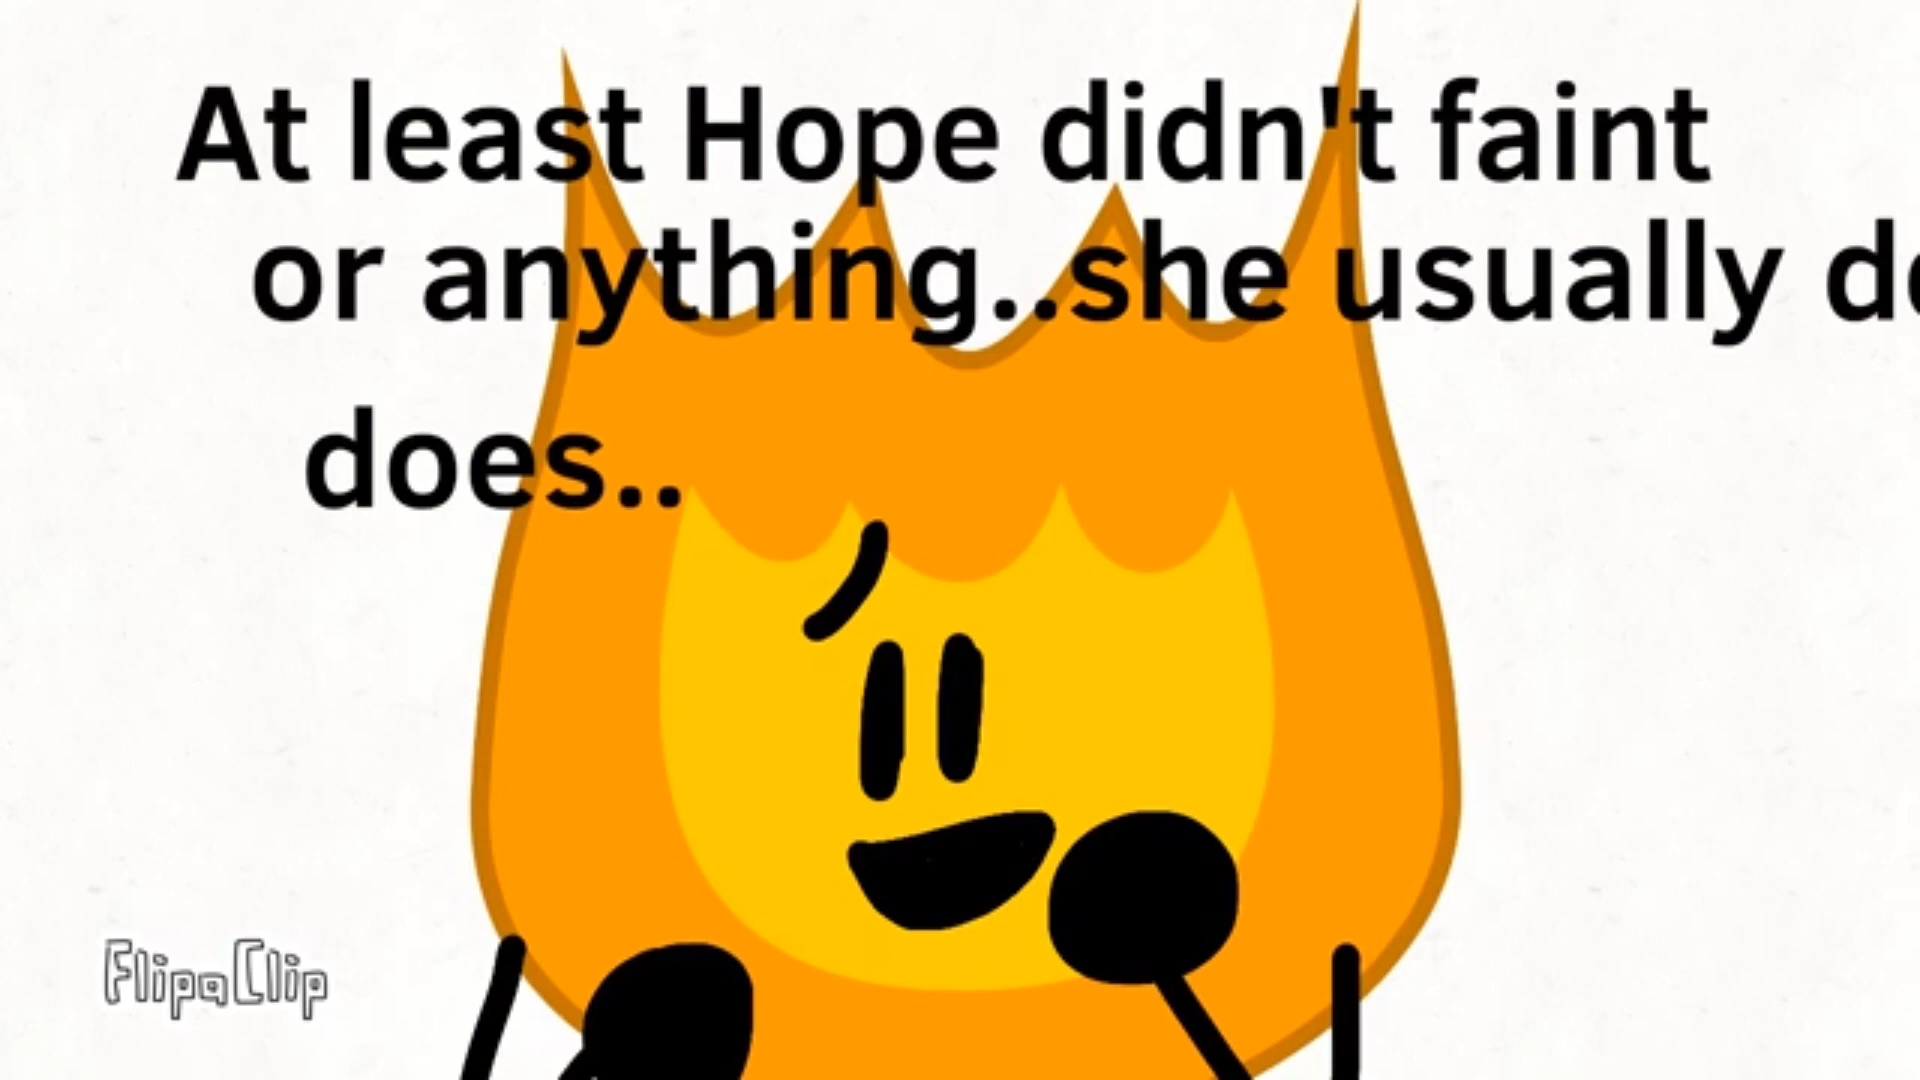 At least Hope didn't faint
or anything..she usually
does..
FlipaClip